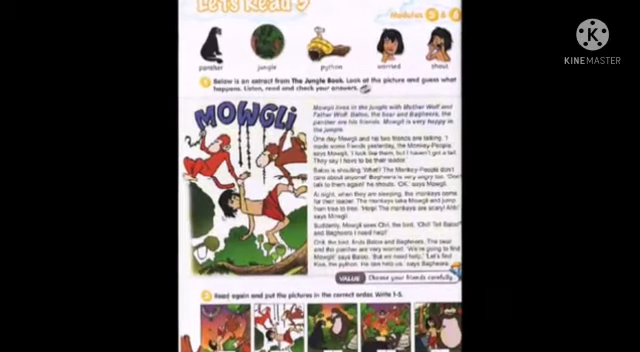 Let's Read
Modules 5 & 6
KINEMASTER
panther jungle python worried shout
1 Below is an extract from The Jungle Book. Look at the picture and guess what
happens. Listen, read and check your answers.
MOWGLI
Mowgli lives in the jungle with Mother Wolf and
Father Wolf. Baloo, the bear and Bagheera, the
panther are his friends. Mowgli is very happy in
the jungle.
One day Mowgli and his two friends are talking. 'I
made some friends yesterday, the Monkey-People,'
says Mowgli. 'I look like them, but I haven't got a tail.
They say I have to be their leader.'
Baloo is shouting. 'What? The Monkey-People don't
care about anyone!' Bagheera is very angry too. 'Don't
talk to them again!' he shouts. 'OK,' says Mowgli.
At night, when they are sleeping, the monkeys come
for their leader. The monkeys take Mowgli and jump
from tree to tree. 'Help! The monkeys are scary!
says Mowgli.
Suddenly, Mowgli sees Chil, the bird. 'Chil! Tell Baloo
and Bagheera I need help!'
Chil, the bird, finds Baloo and Bagheera. The bear
and the panther are very worried. 'We're going to find
Mowgli,' says Baloo. 'But we need help.' 'Let's find
Kaa, the python. He can help us,' says Bagheera.
VALUE Choose your friends carefully
2 Read again and put the pictures in the correct order. Write 1-5.